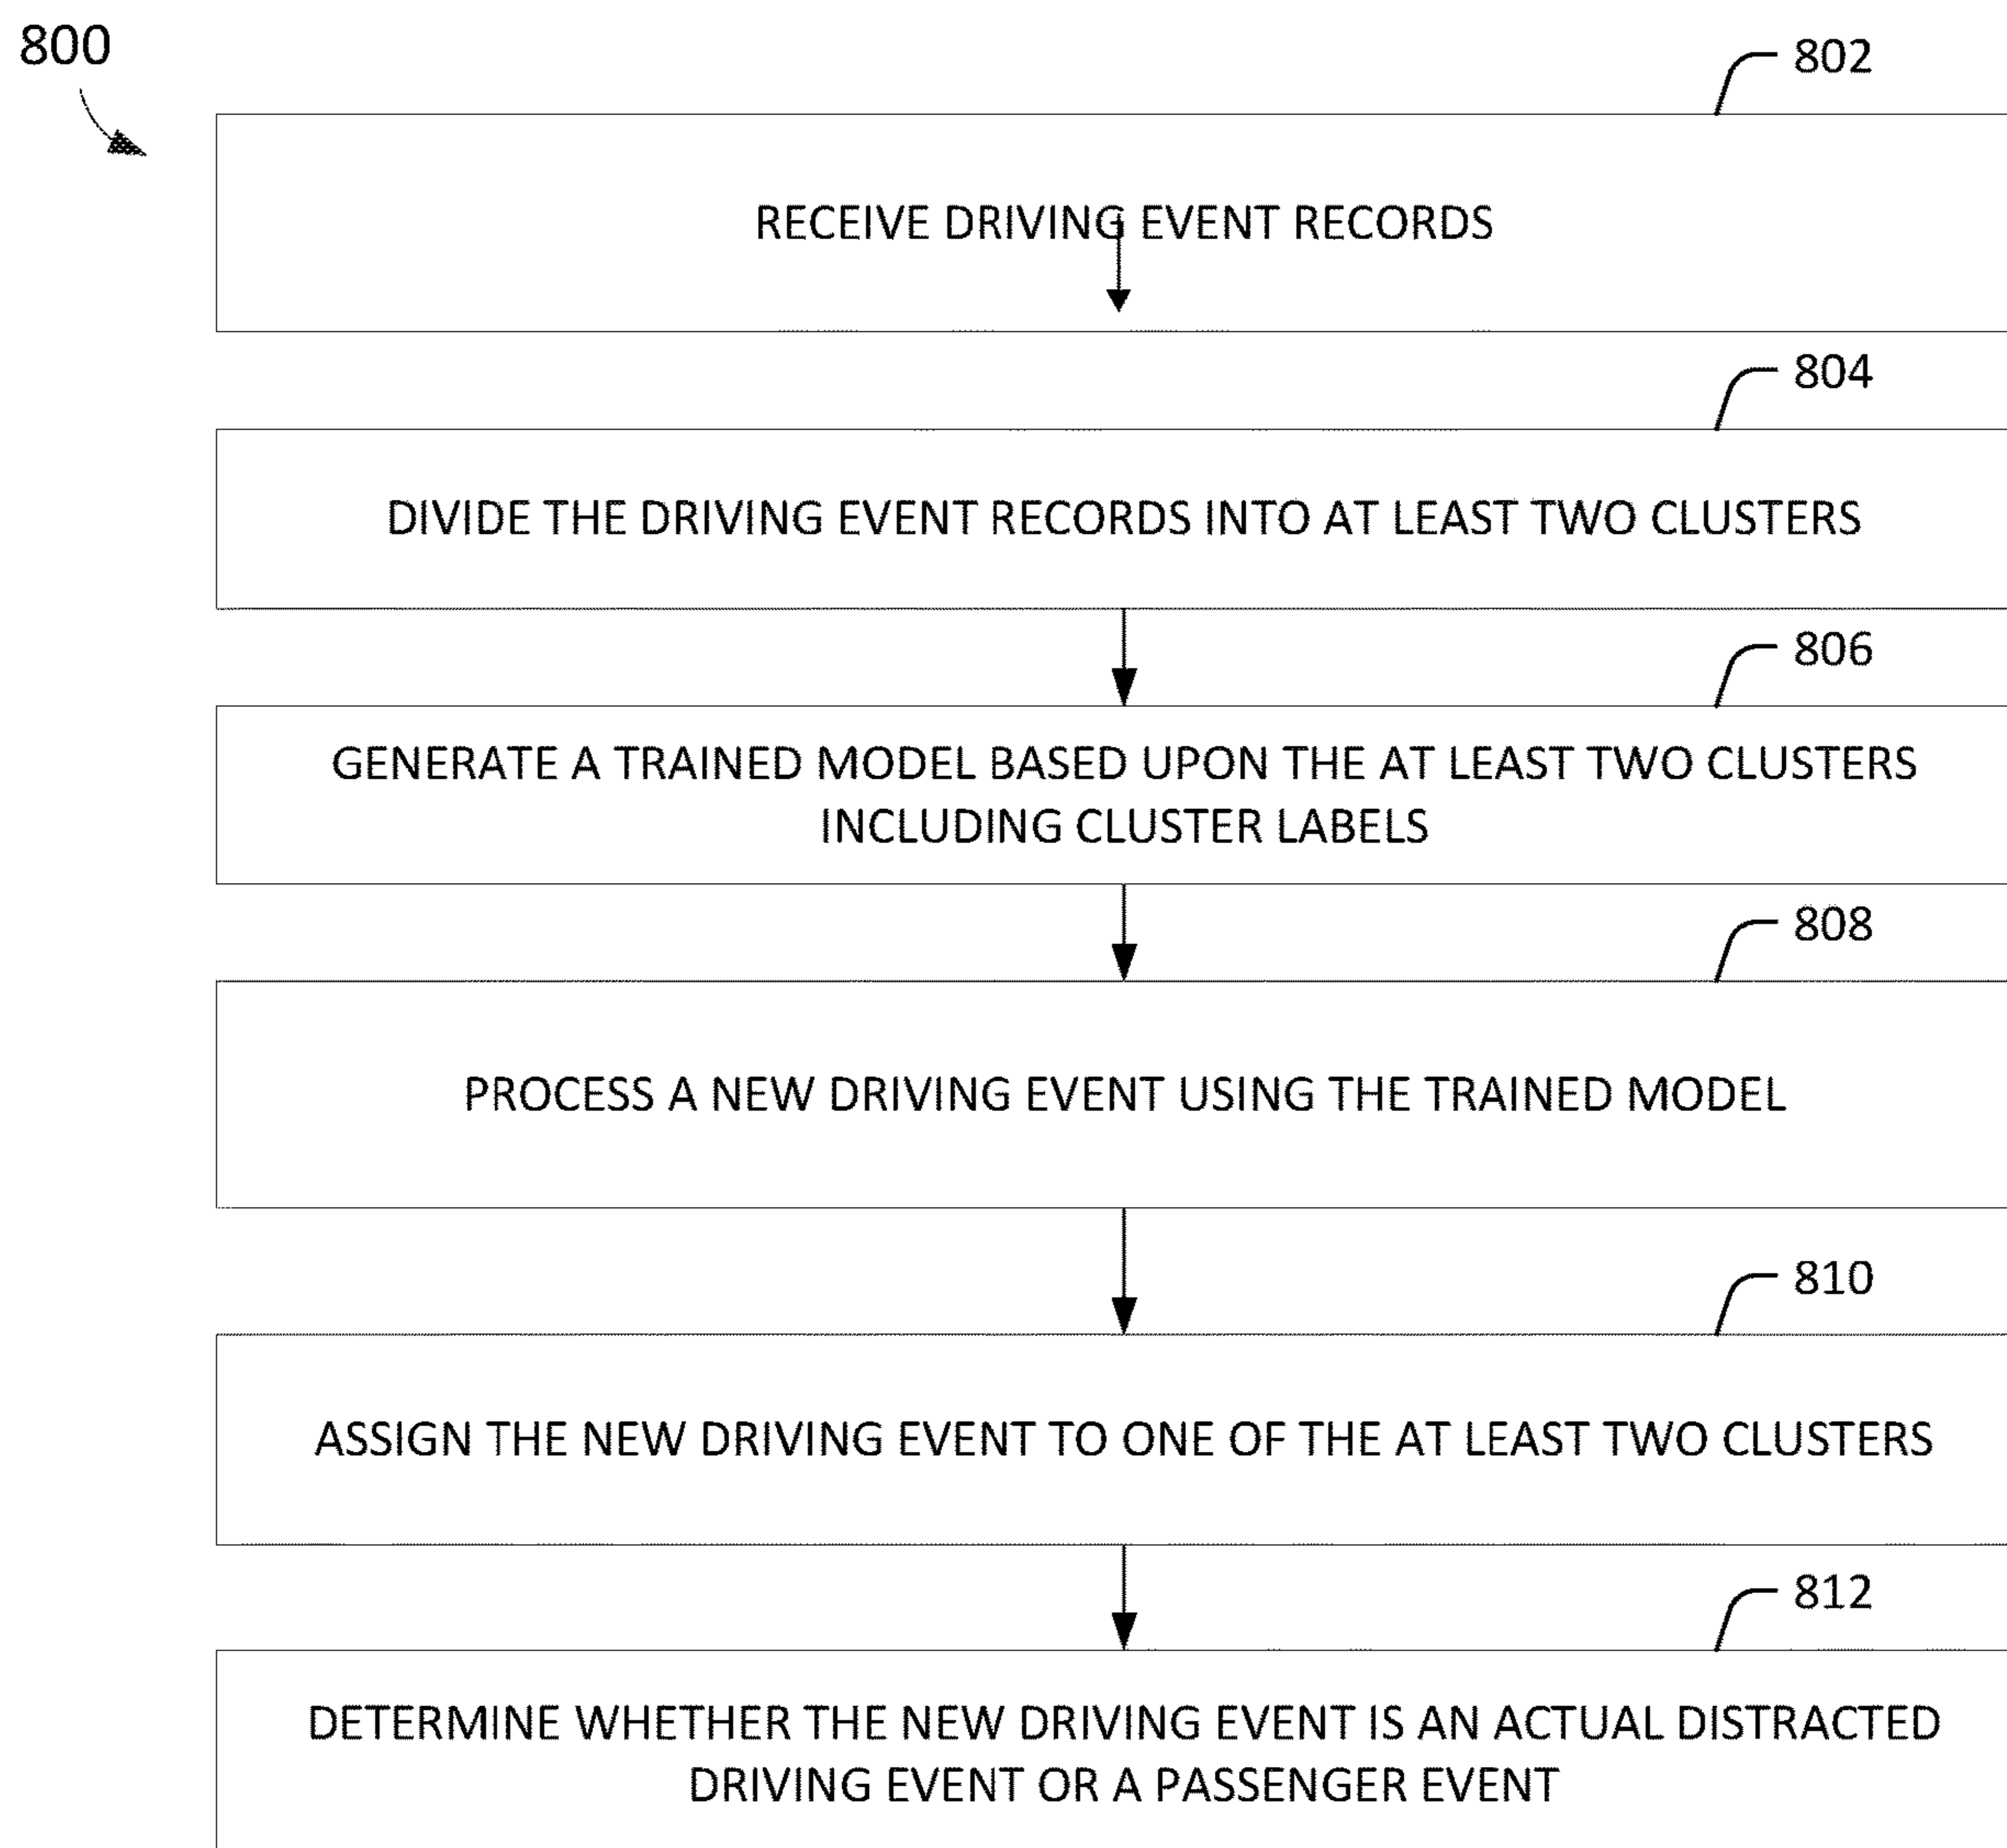 800
802
RECEIVE DRIVING EVENT RECORDS
804
DIVIDE THE DRIVING EVENT RECORDS INTO AT LEAST TWO CLUSTERS
806
GENERATE A TRAINED MODEL BASED UPON THE AT LEAST TWO CLUSTERS
INCLUDING CLUSTER LABELS
808
PROCESS A NEW DRIVING EVENT USING THE TRAINED MODEL
810
ASSIGN THE NEW DRIVING EVENT TO ONE OF THE AT LEAST TWO CLUSTERS
812
DETERMINE WHETHER THE NEW DRIVING EVENT IS AN ACTUAL DISTRACTED
DRIVING EVENT OR A PASSENGER EVENT